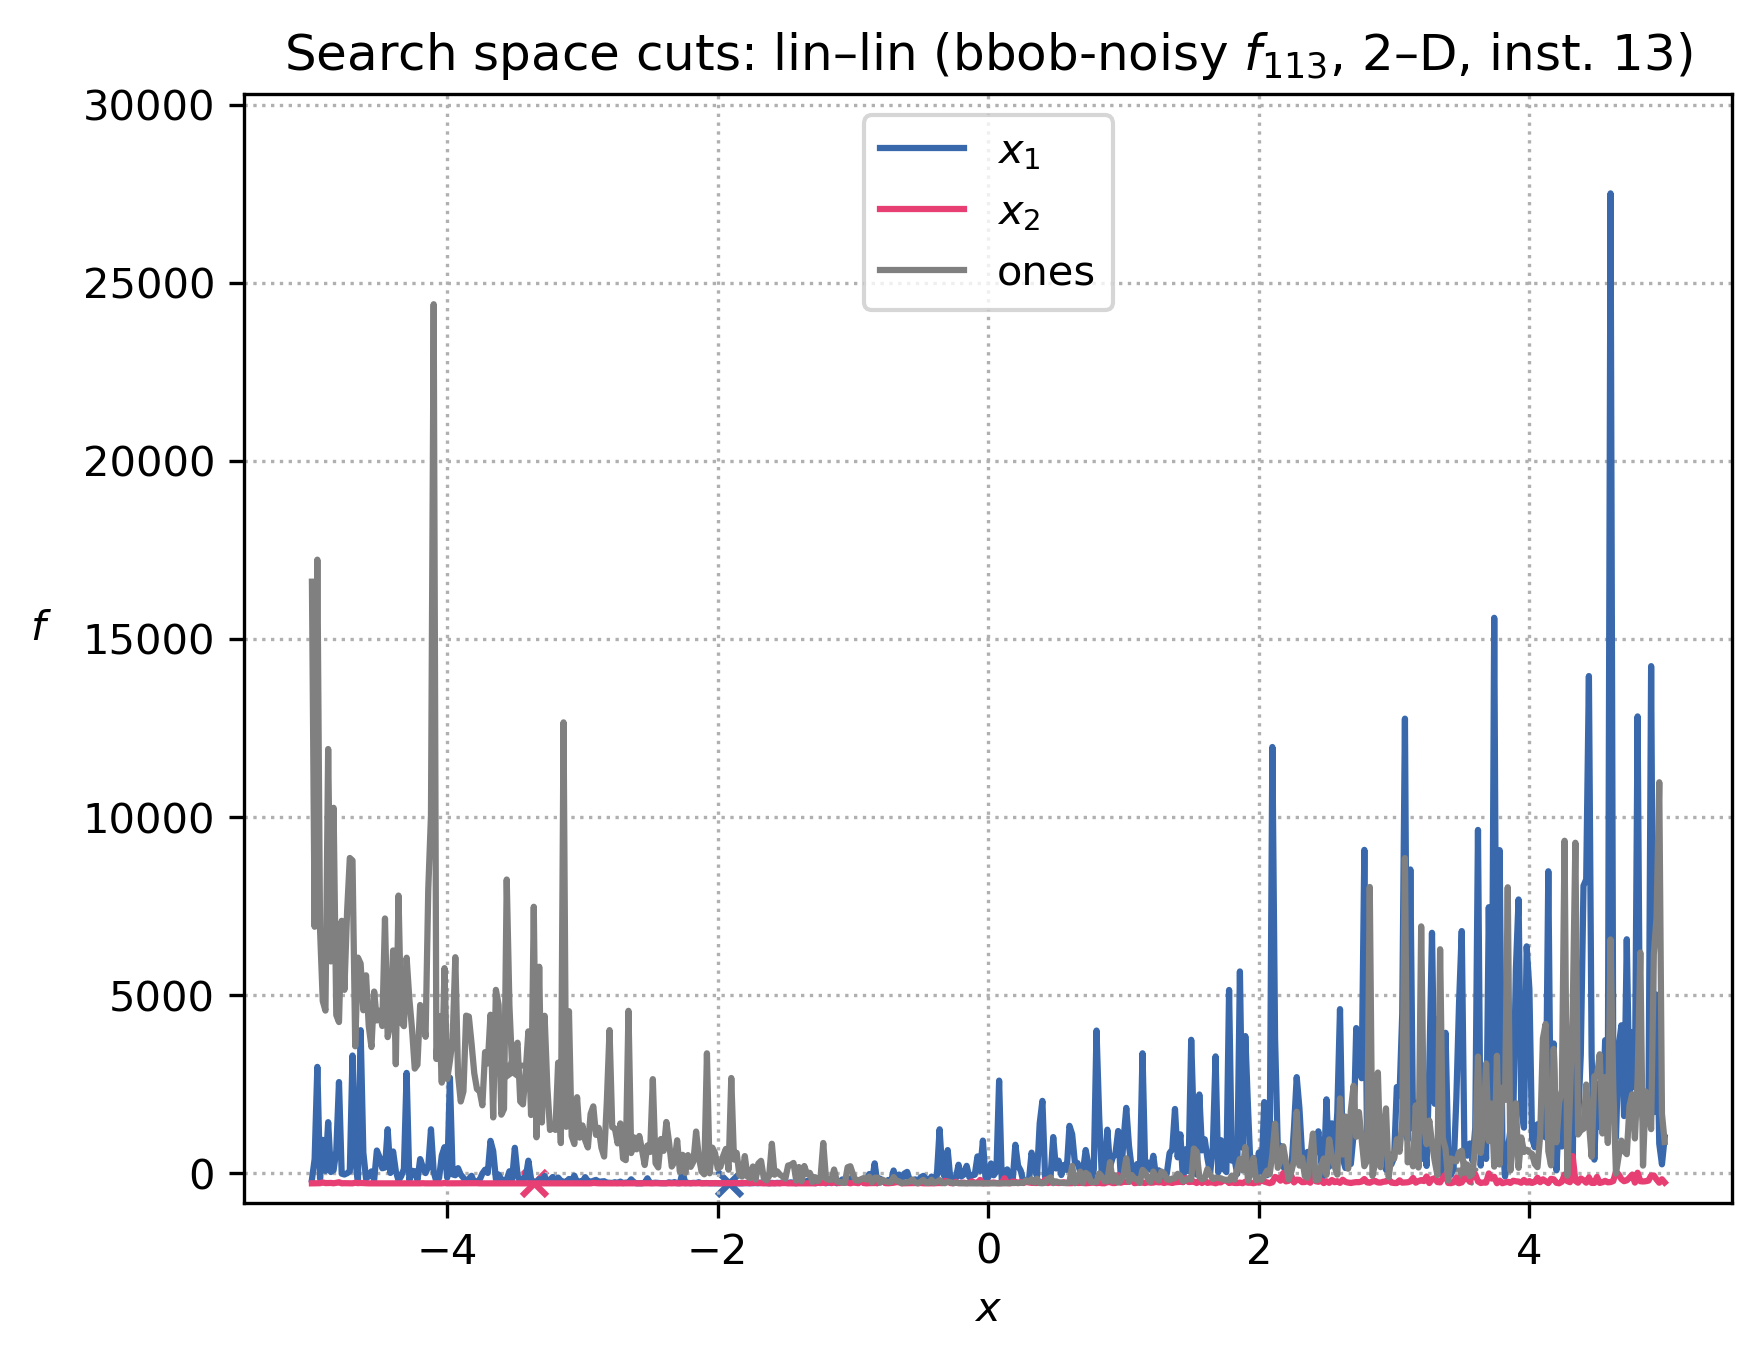 Search space cuts: lin–lin (bbob-noisy f₁₁₃, 2–D, inst. 13)
30000
25000
20000
15000
10000
5000
0
f
x₁
x₂
ones
−4 −2 0 2 4
x